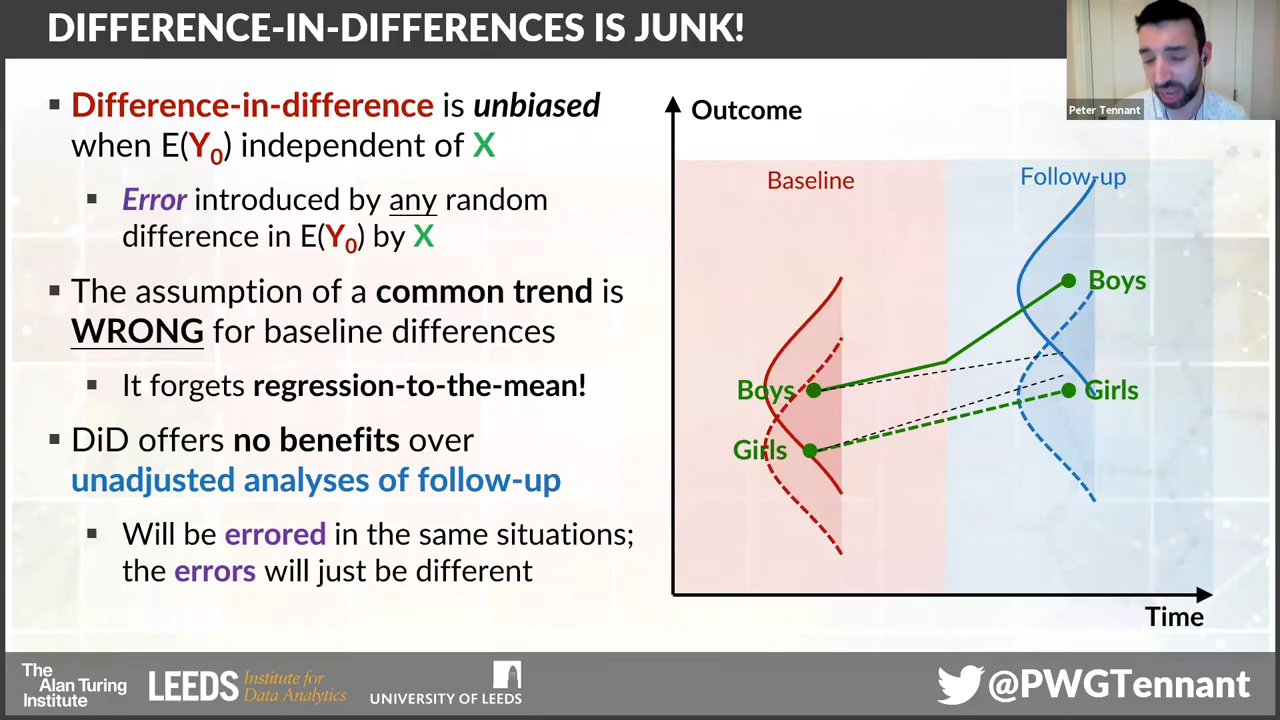 DIFFERENCE-IN-DIFFERENCES IS JUNK!
Peter Tennant
▪ Difference-in-difference is unbiased
when E(Y₀) independent of X
▪ Error introduced by any random
difference in E(Y₀) by X
▪ The assumption of a common trend is
WRONG for baseline differences
▪ It forgets regression-to-the-mean!
▪ DiD offers no benefits over
unadjusted analyses of follow-up
▪ Will be errored in the same situations;
the errors will just be different
Outcome
Baseline
Follow-up
Boys
Boys
Girls
Girls
Time
The
Alan Turing
Institute
LEEDS Institute for
Data Analytics
UNIVERSITY OF LEEDS
@PWGTennant